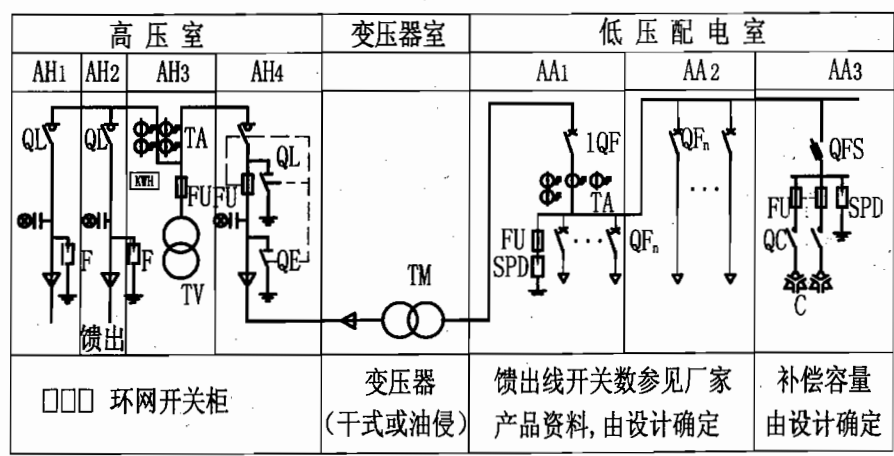 高压室 变压器室 低压配电室
AH1 AH2 AH3 AH4 AA1 AA2 AA3
QL QL TA QL 1QF QFn QFS
KWH FU FU TA FU SPD
FU QFn QC
F F QE SPD
TV TM C
馈出
□□□ 环网开关柜
变压器
(干式或油侵)
馈出线开关数参见厂家
产品资料,由设计确定
补偿容量
由设计确定